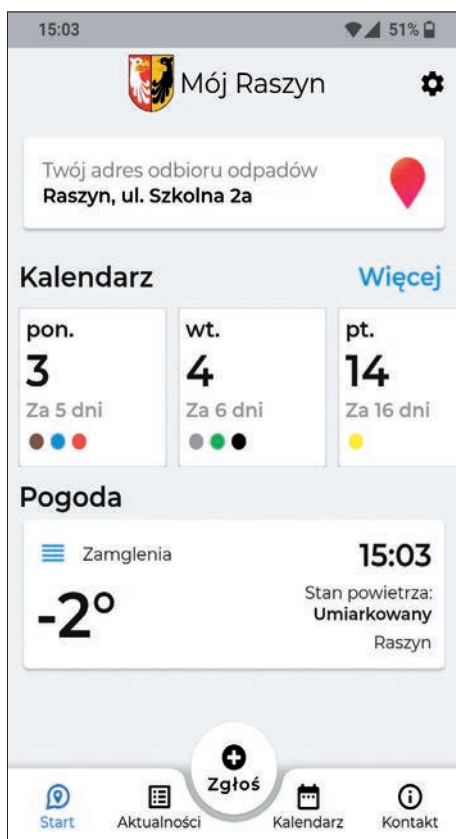 15:03 51%
Mój Raszyn
Twój adres odbioru odpadów
Raszyn, ul. Szkolna 2a
Kalendarz Więcej
pon. wt. pt.
3 4 14
Za 5 dni Za 6 dni Za 16 dni
Pogoda
Zamglenia 15:03
-2° Stan powietrza:
Umiarkowany
Raszyn
Zgłoś
Start Aktualności Kalendarz Kontakt